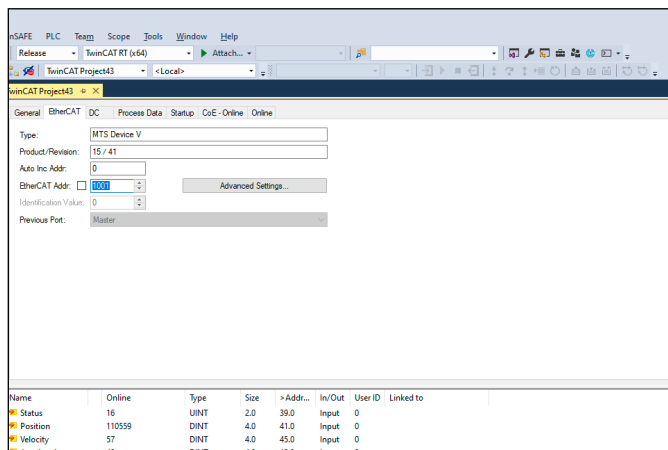 nSAFE PLC Team Scope Tools Window Help
Release TwinCAT RT (x64) Attach...
TwinCAT Project43 <Local>
TwinCAT Project43
General EtherCAT DC Process Data Startup CoE - Online Online
Type: MTS Device V
Product/Revision: 15 / 41
Auto Inc Addr: 0
EtherCAT Addr: 1001 Advanced Settings...
Identification Value: 0
Previous Port: Master
Name Online Type Size >Addr... In/Out User ID Linked to
Status 16 UINT 2.0 39.0 Input 0
Position 110559 DINT 4.0 41.0 Input 0
Velocity 57 DINT 4.0 45.0 Input 0